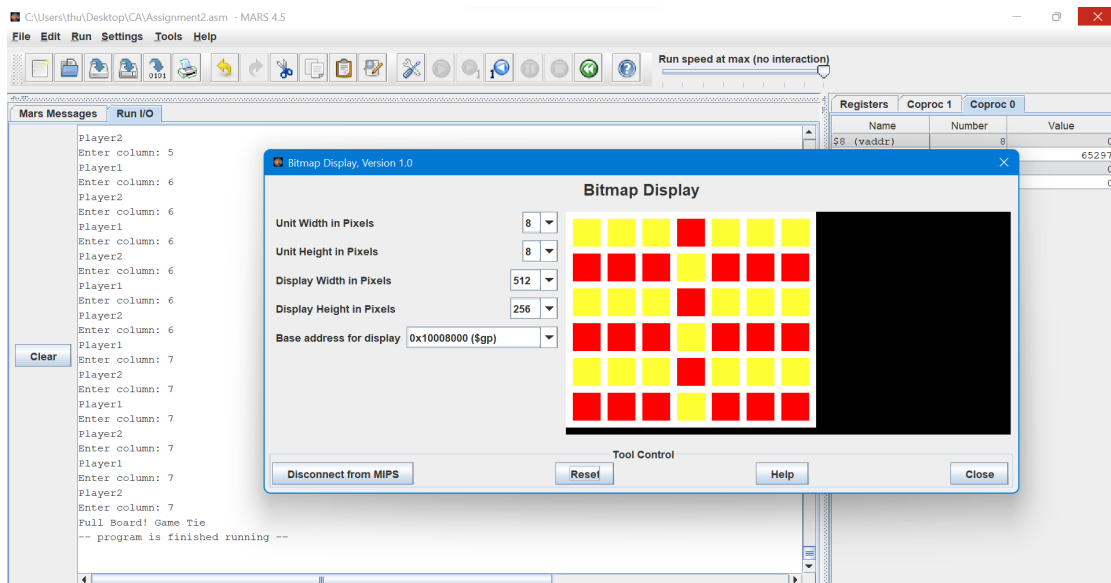 C:\Users\thu\Desktop\CA\Assignment2.asm - MARS 4.5
File Edit Run Settings Tools Help
0101
1
1
Run speed at max (no interaction)
Mars Messages
Run I/O
Player2
Enter column: 5
Player1
Enter column: 6
Player2
Enter column: 6
Player1
Enter column: 6
Player2
Enter column: 6
Player1
Enter column: 6
Player2
Enter column: 6
Player1
Enter column: 7
Player2
Enter column: 7
Player1
Enter column: 7
Player2
Enter column: 7
Player1
Enter column: 7
Player2
Enter column: 7
Full Board! Game Tie
-- program is finished running --
Clear
Bitmap Display, Version 1.0
Bitmap Display
Unit Width in Pixels 8
Unit Height in Pixels 8
Display Width in Pixels 512
Display Height in Pixels 256
Base address for display 0x10008000 ($gp)
Tool Control
Disconnect from MIPS
Reset
Help
Close
Registers Coproc 1 Coproc 0
Name Number Value
$8 (vaddr) 8 0
65297
0
0